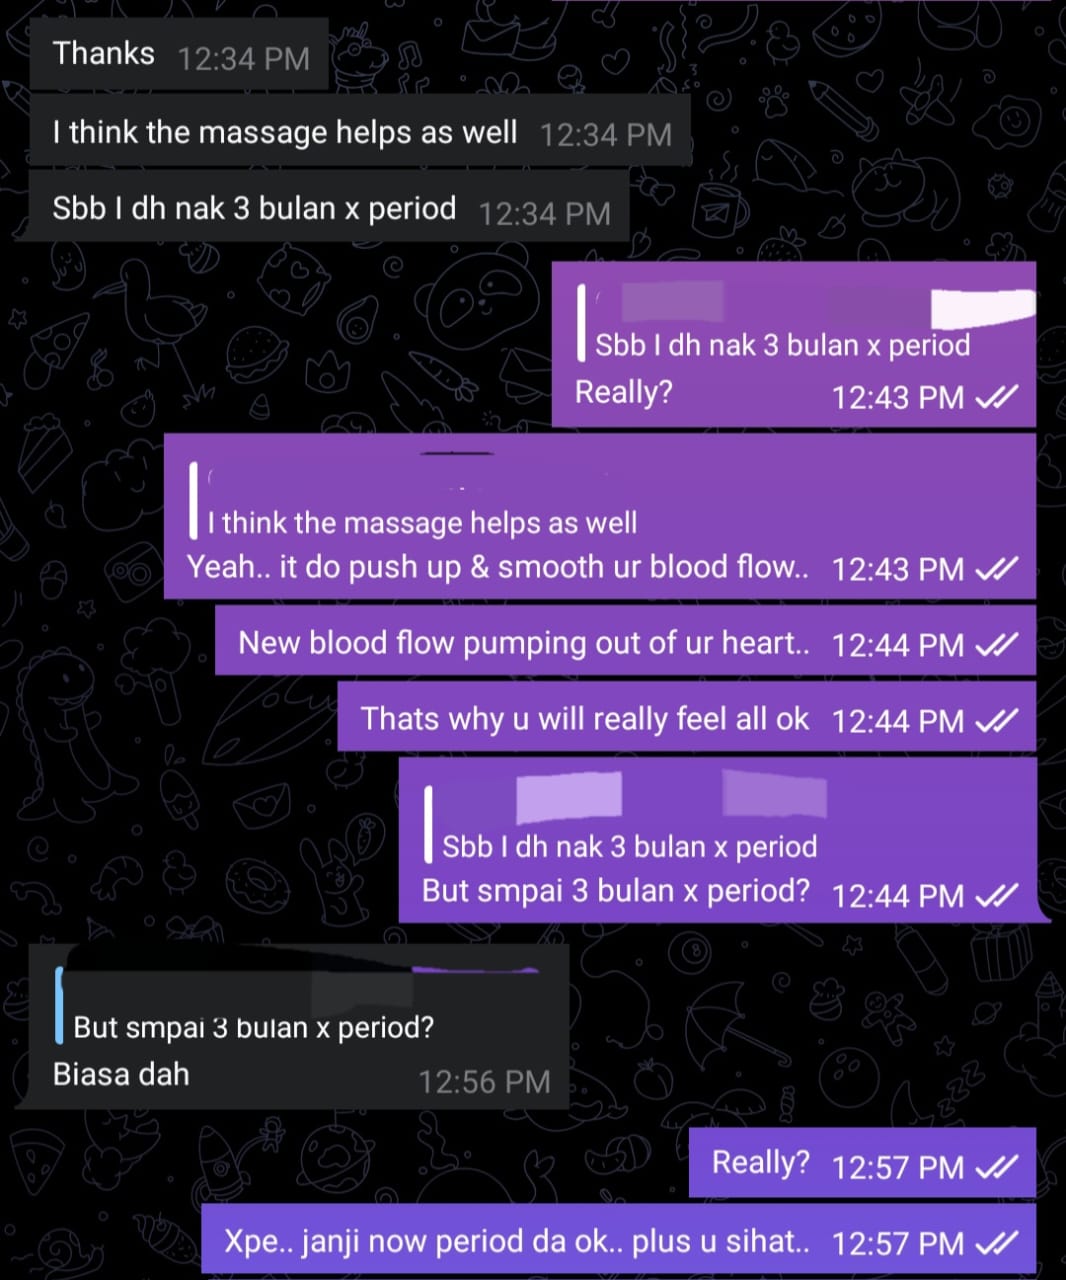 Thanks 12:34 PM
I think the massage helps as well 12:34 PM
Sbb I dh nak 3 bulan x period 12:34 PM
Sbb I dh nak 3 bulan x period
Really? 12:43 PM
I think the massage helps as well
Yeah.. it do push up & smooth ur blood flow.. 12:43 PM
New blood flow pumping out of ur heart.. 12:44 PM
Thats why u will really feel all ok 12:44 PM
Sbb I dh nak 3 bulan x period
But smpai 3 bulan x period? 12:44 PM
But smpai 3 bulan x period?
Biasa dah 12:56 PM
Really? 12:57 PM
Xpe.. janji now period da ok.. plus u sihat.. 12:57 PM